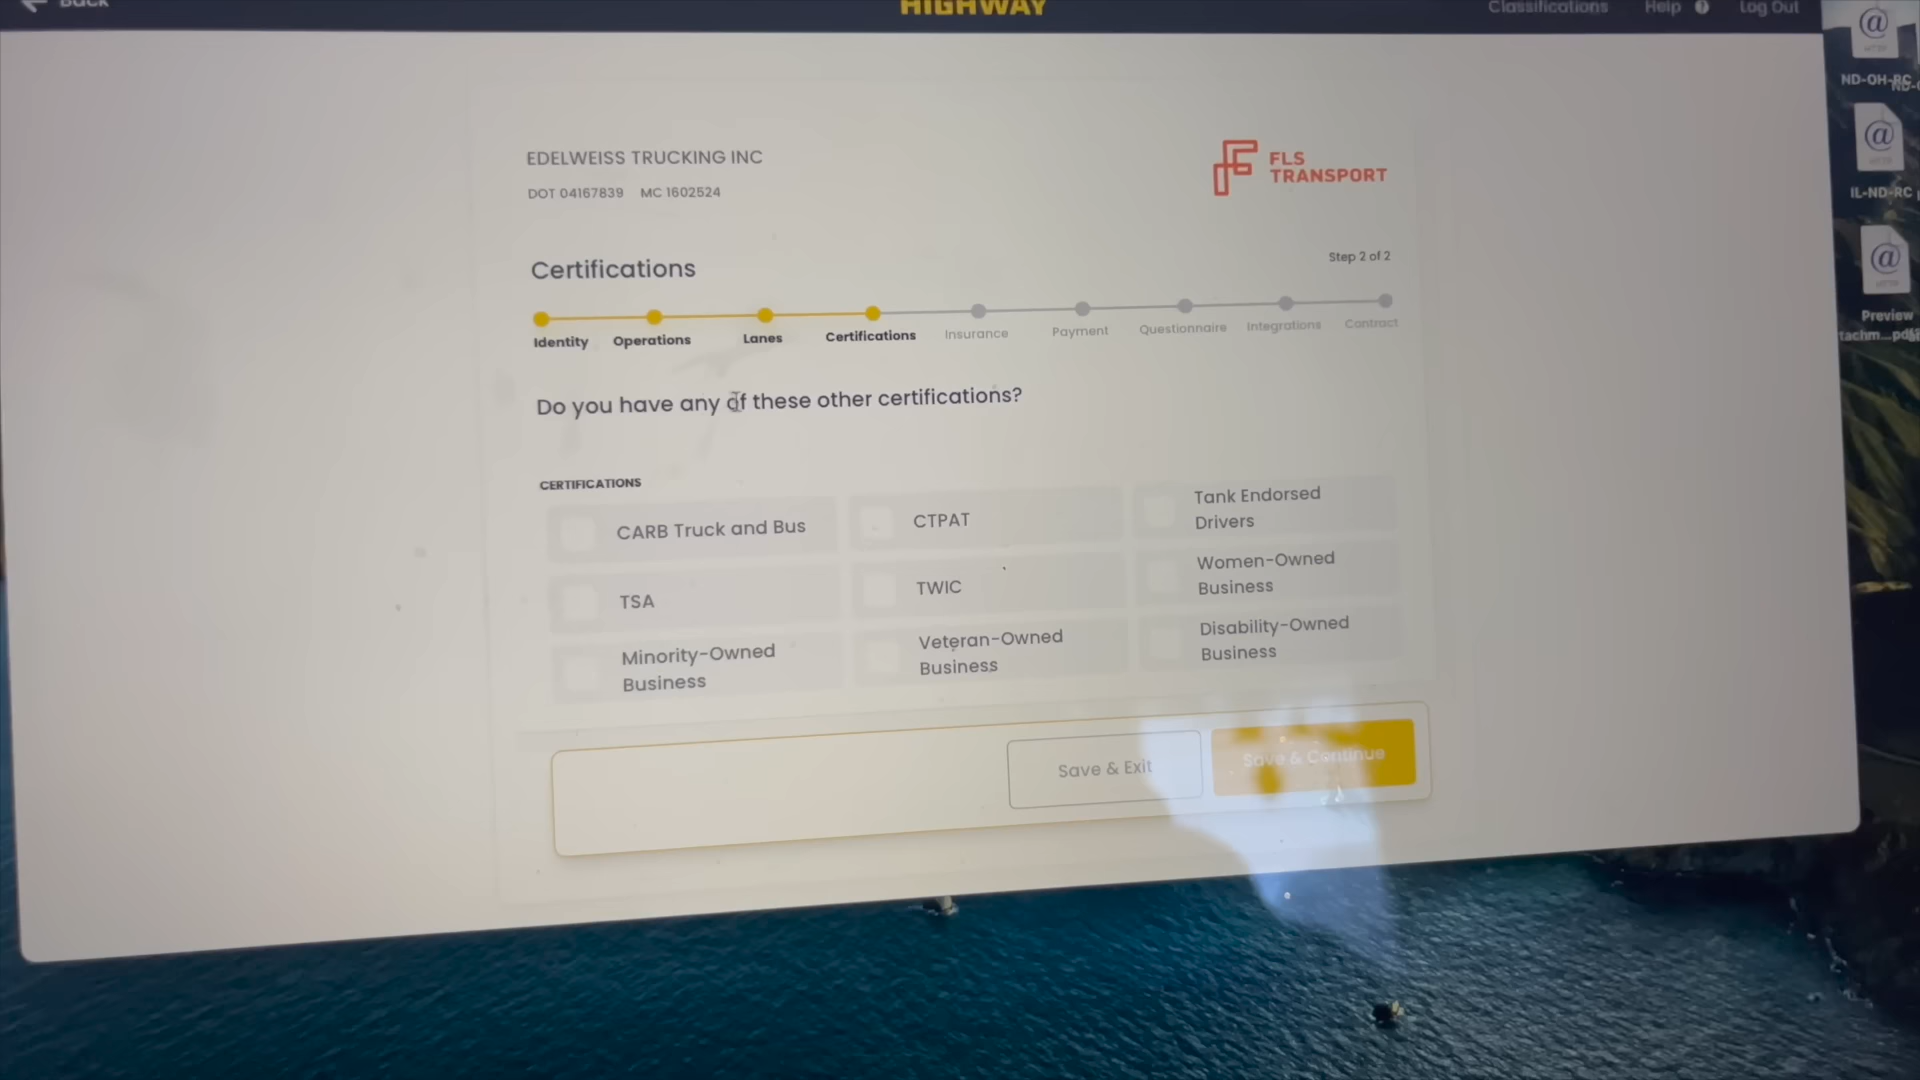 Back
HIGHWAY
Classifications
Help
Log Out
EDELWEISS TRUCKING INC
DOT 04167839 MC 1602524
FLS
TRANSPORT
Certifications
Step 2 of 2
Identity
Operations
Lanes
Certifications
Insurance
Payment
Questionnaire
Integrations
Contract
Do you have any of these other certifications?
CERTIFICATIONS
CARB Truck and Bus
CTPAT
Tank Endorsed
Drivers
TSA
TWIC
Women-Owned
Business
Minority-Owned
Business
Veteran-Owned
Business
Disability-Owned
Business
Save & Exit
Save & Continue
@
ND-OH-RC
@
IL-ND-RC
@
Preview
tachm...pdf